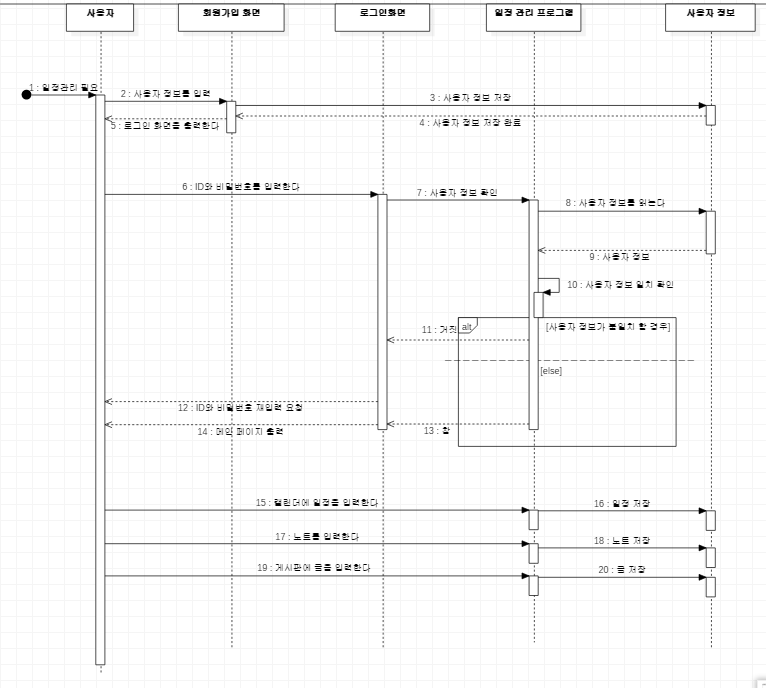 사용자
회원가입 화면
로그인화면
일정 관리 프로그램
사용자 정보
1 : 일정관리 필요
2 : 사용자 정보를 입력
3 : 사용자 정보 저장
4 : 사용자 정보 저장 완료
5 : 로그인 화면을 출력한다
6 : ID와 비밀번호를 입력한다
7 : 사용자 정보 확인
8 : 사용자 정보를 읽는다
9 : 사용자 정보
10 : 사용자 정보 일치 확인
alt
[사용자 정보가 불일치 할 경우]
11 : 거짓
[else]
12 : ID와 비밀번호 재입력 요청
13 : 참
14 : 메인 페이지 출력
15 : 캘린더에 일정을 입력한다
16 : 일정 저장
17 : 노트를 입력한다
18 : 노트 저장
19 : 게시판에 글을 입력한다
20 : 글 저장